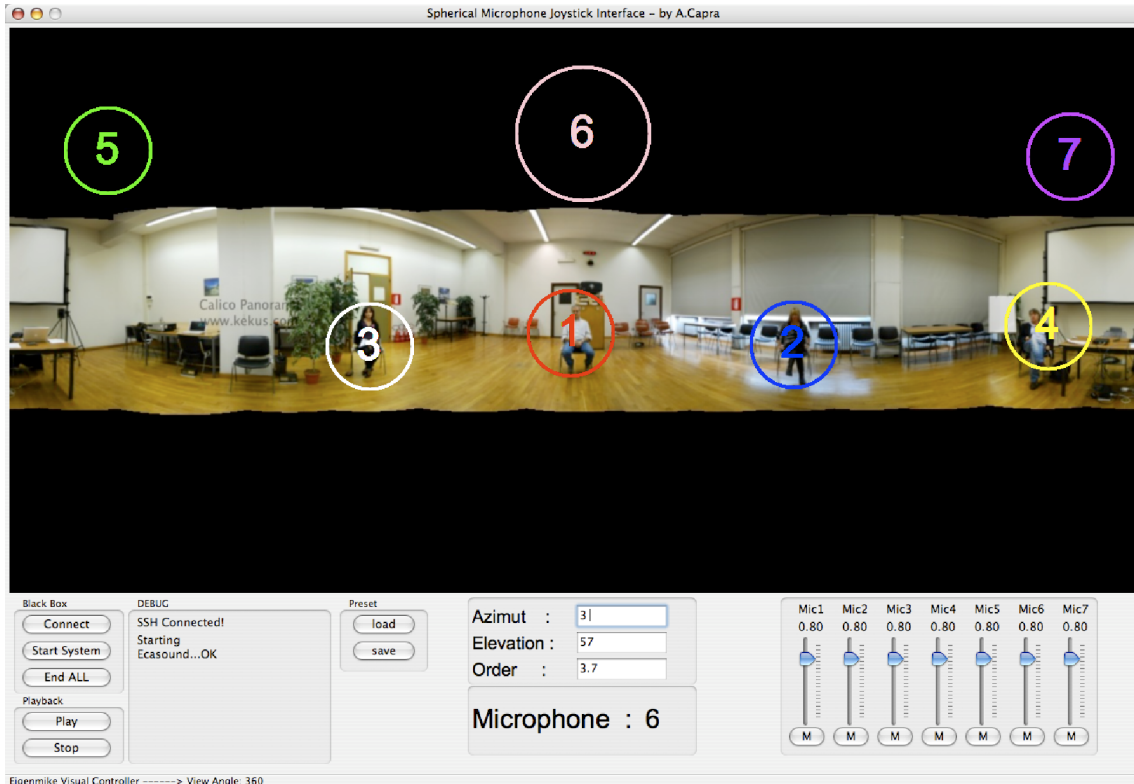 Spherical Microphone Joystick Interface – by A.Capra
5
6
7
Calico Panorama
www.kekus.com
3
1
2
4
Black Box
Connect
Start System
End ALL
Playback
Play
Stop
DEBUG
SSH Connected!
Starting
Ecasound...OK
Preset
load
save
Azimut : 3
Elevation : 57
Order : 3.7
Microphone : 6
Mic1 Mic2 Mic3 Mic4 Mic5 Mic6 Mic7
0.80 0.80 0.80 0.80 0.80 0.80 0.80
M M M M M M M
Eigenmike Visual Controller ------> View Angle: 360